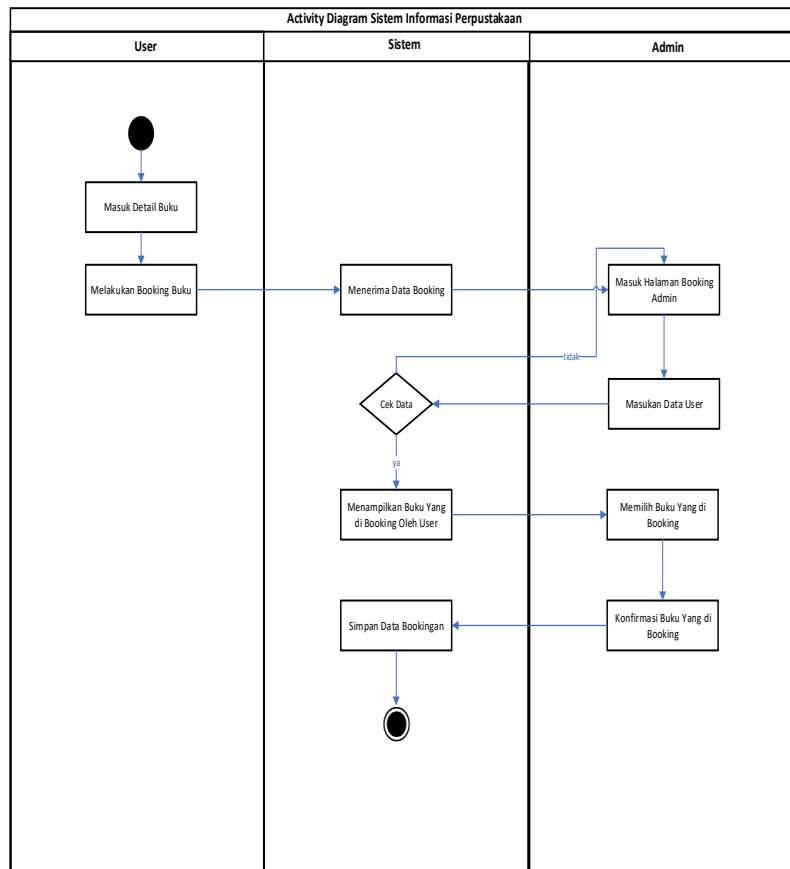 Activity Diagram Sistem Informasi Perpustakaan
User
Sistem
Admin
Masuk Detail Buku
Melakukan Booking Buku
Menerima Data Booking
Masuk Halaman Booking
Admin
tidak
Cek Data
Masukan Data User
ya
Menampilkan Buku Yang
di Booking Oleh User
Memilih Buku Yang di
Booking
Simpan Data Bookingan
Konfirmasi Buku Yang di
Booking